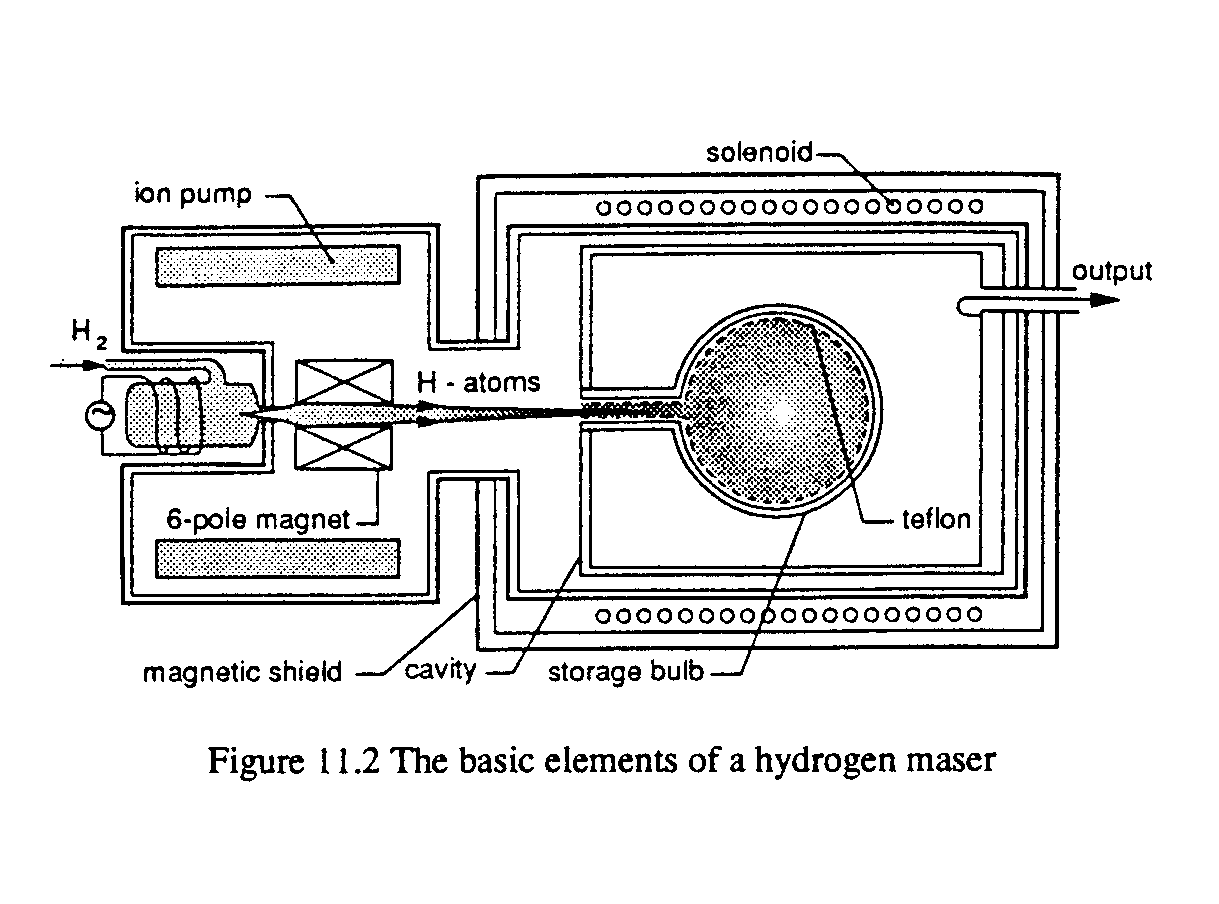 solenoid
ion pump
output
H2
H - atoms
6-pole magnet
teflon
magnetic shield
cavity
storage bulb
Figure 11.2 The basic elements of a hydrogen maser